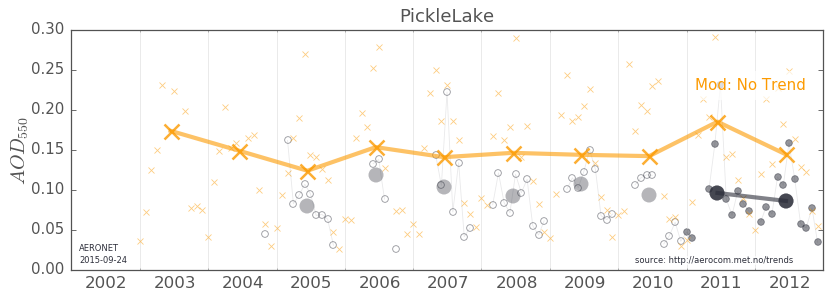 PickleLake
0.30
0.25
0.20
0.15
0.10
0.05
0.00
AOD550
Mod: No Trend
AERONET
2015-09-24
source: http://aerocom.met.no/trends
2002 2003 2004 2005 2006 2007 2008 2009 2010 2011 2012